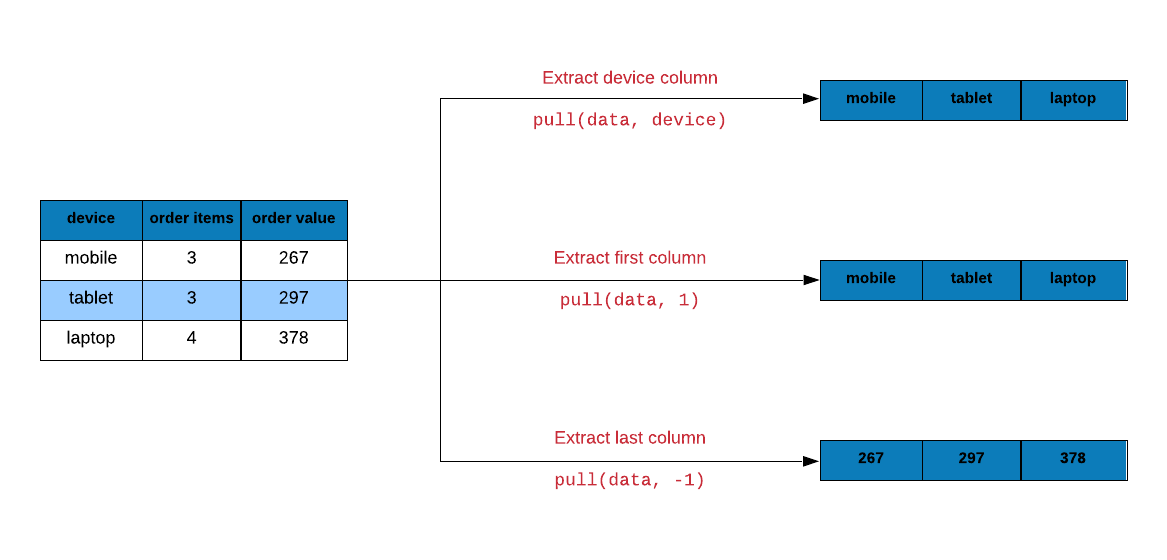 Extract device column
pull(data, device)
mobile tablet laptop
device order items order value
mobile 3 267
tablet 3 297
laptop 4 378
Extract first column
pull(data, 1)
mobile tablet laptop
Extract last column
pull(data, -1)
267 297 378